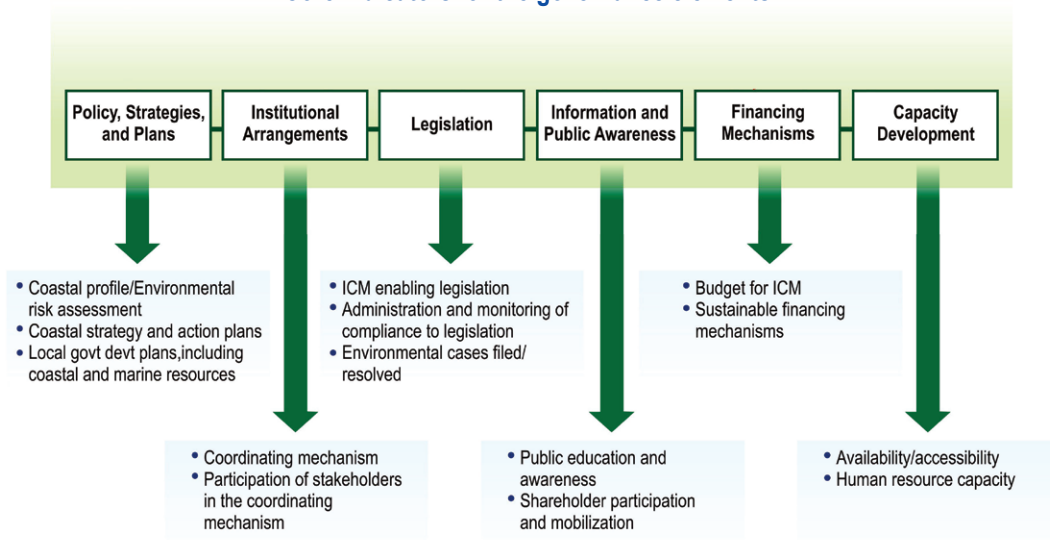 Policy, Strategies,
and Plans
Institutional
Arrangements
Legislation
Information and
Public Awareness
Financing
Mechanisms
Capacity
Development
• Coastal profile/Environmental
risk assessment
• Coastal strategy and action plans
• Local govt devt plans,including
coastal and marine resources
• ICM enabling legislation
• Administration and monitoring of
compliance to legislation
• Environmental cases filed/
resolved
• Budget for ICM
• Sustainable financing
mechanisms
• Coordinating mechanism
• Participation of stakeholders
in the coordinating
mechanism
• Public education and
awareness
• Shareholder participation
and mobilization
• Availability/accessibility
• Human resource capacity